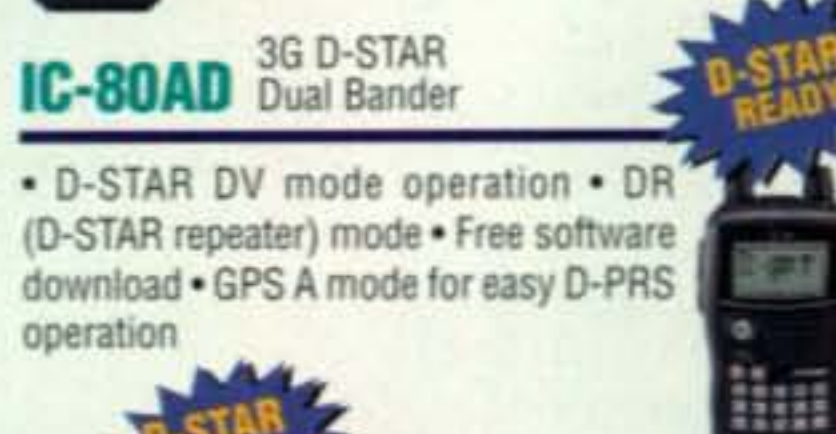 IC-80AD 3G D-STAR
Dual Bander
D-STAR
READY
• D-STAR DV mode operation • DR
(D-STAR repeater) mode • Free software
download • GPS A mode for easy D-PRS
operation
D-STAR